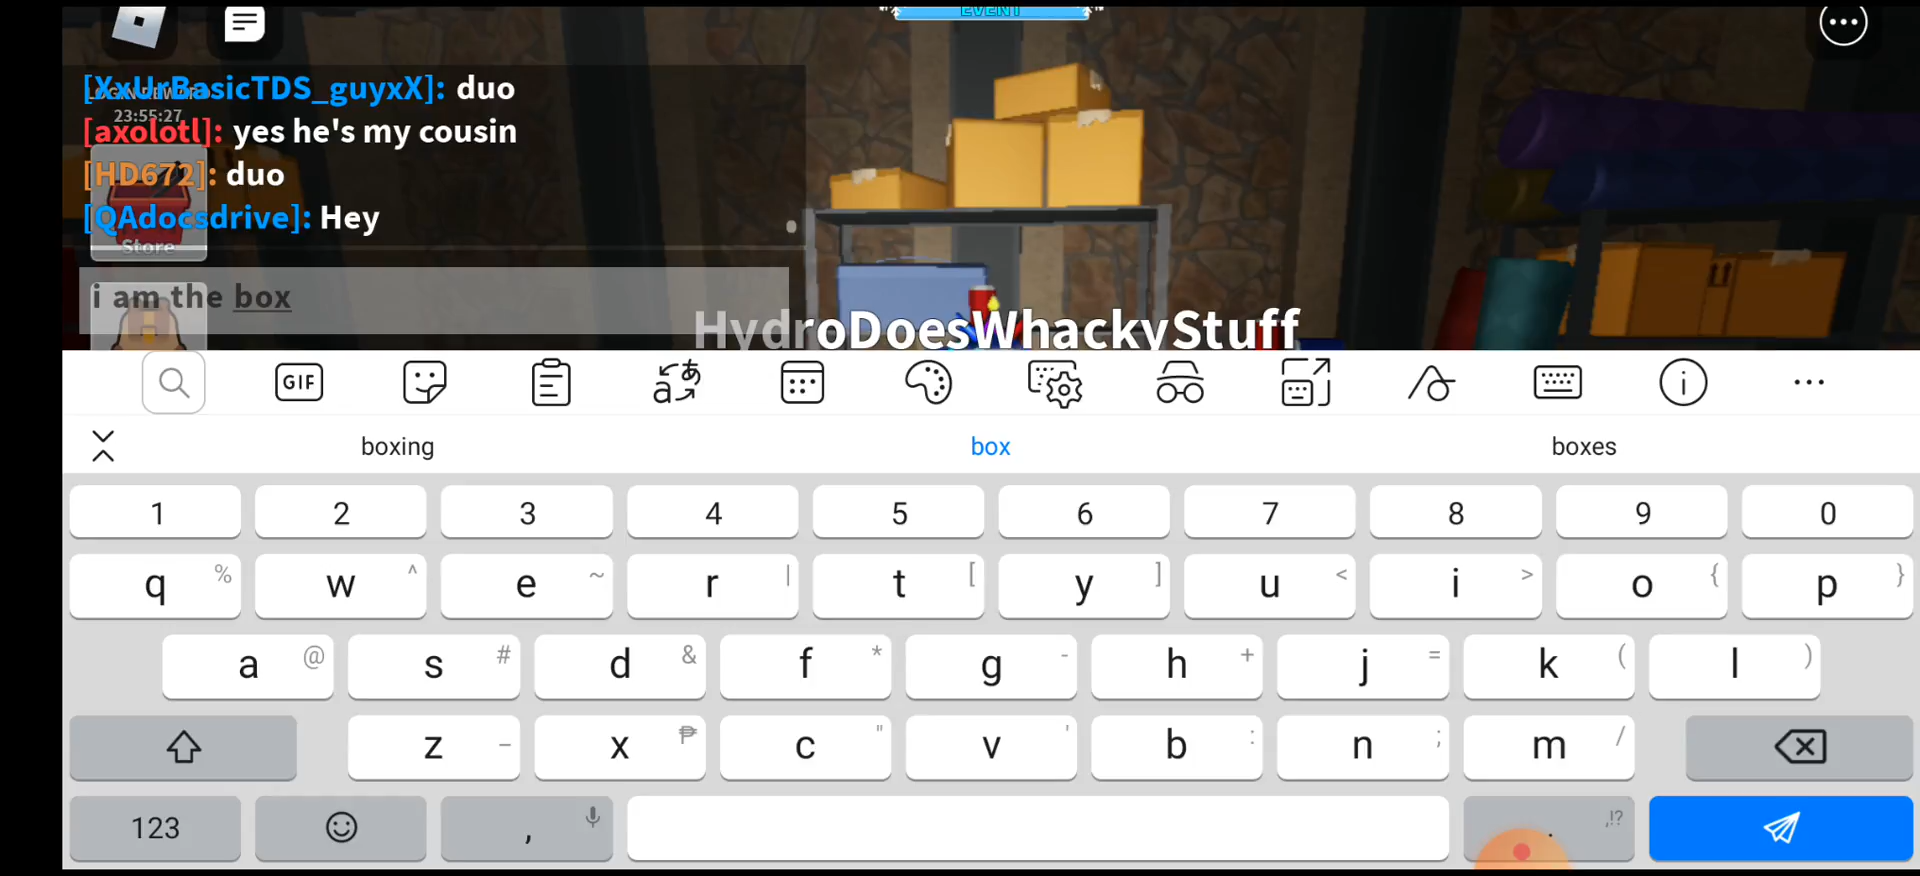 EVENT
[XxUrBasicTDS_guyxX]: duo
23:55:27
[axolotl]: yes he's my cousin
[HD672]: duo
[QAdocsdrive]: Hey
Store
i am the box
HydroDoesWhackyStuff
GIF
boxing box boxes
1 2 3 4 5 6 7 8 9 0
q % w ^ e ~ r | t [ y ] u < i > o { p }
a @ s # d & f * g - h + j = k ( l )
z _ x ₱ c " v ' b : n ; m /
123 , . ,!?